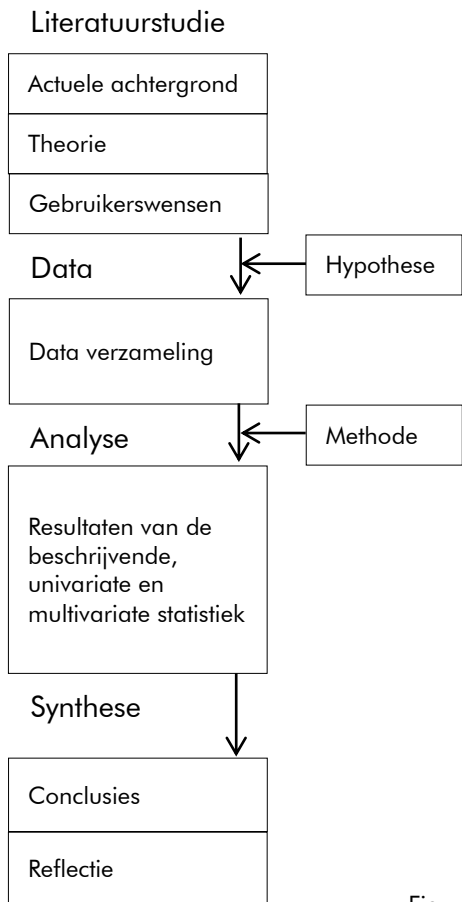 Literatuurstudie
Actuele achtergrond
Theorie
Gebruikerswensen
Hypothese
Data
Data verzameling
Methode
Analyse
Resultaten van de
beschrijvende,
univariate en
multivariate statistiek
Synthese
Conclusies
Reflectie